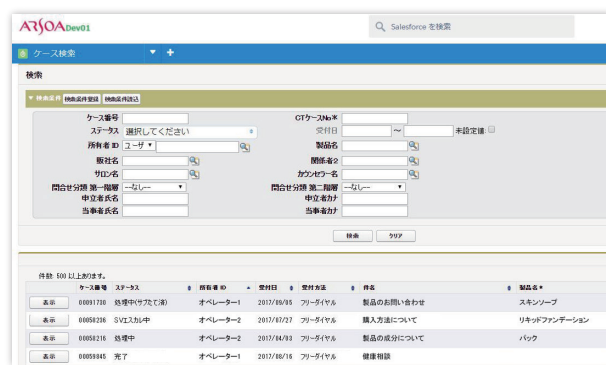 ARSOA Dev01
Salesforce を検索
ケース検索
検索
▼ 検索条件 検索条件登録 検索条件読込
ケース番号 CTケースNo※
ステータス 選択してください 受付日 ～ 未設定値:
所有者 ID ユーザ ▼ 製品名
販社名 関係者2
サロン名 カウンセラー名
問合せ分類 第一階層 --なし-- ▼ 問合せ分類 第二階層 --なし-- ▼
申立者氏名 申立者カナ
当事者氏名 当事者カナ
検索 クリア
件数: 500 以上あります。
ケース番号 ステータス 所有者 ID 受付日 受付方法 件名 製品名*
表示 00091730 処理中(サブたて済) オペレーター1 2017/09/05 フリーダイヤル 製品のお問い合わせ スキンソープ
表示 00058236 SVエスカレ中 オペレーター2 2017/07/27 フリーダイヤル 購入方法について リキッドファンデーション
表示 00058216 処理中 オペレーター2 2017/04/03 フリーダイヤル 製品の成分について パック
表示 00059845 完了 オペレーター1 2017/08/16 フリーダイヤル 健康相談